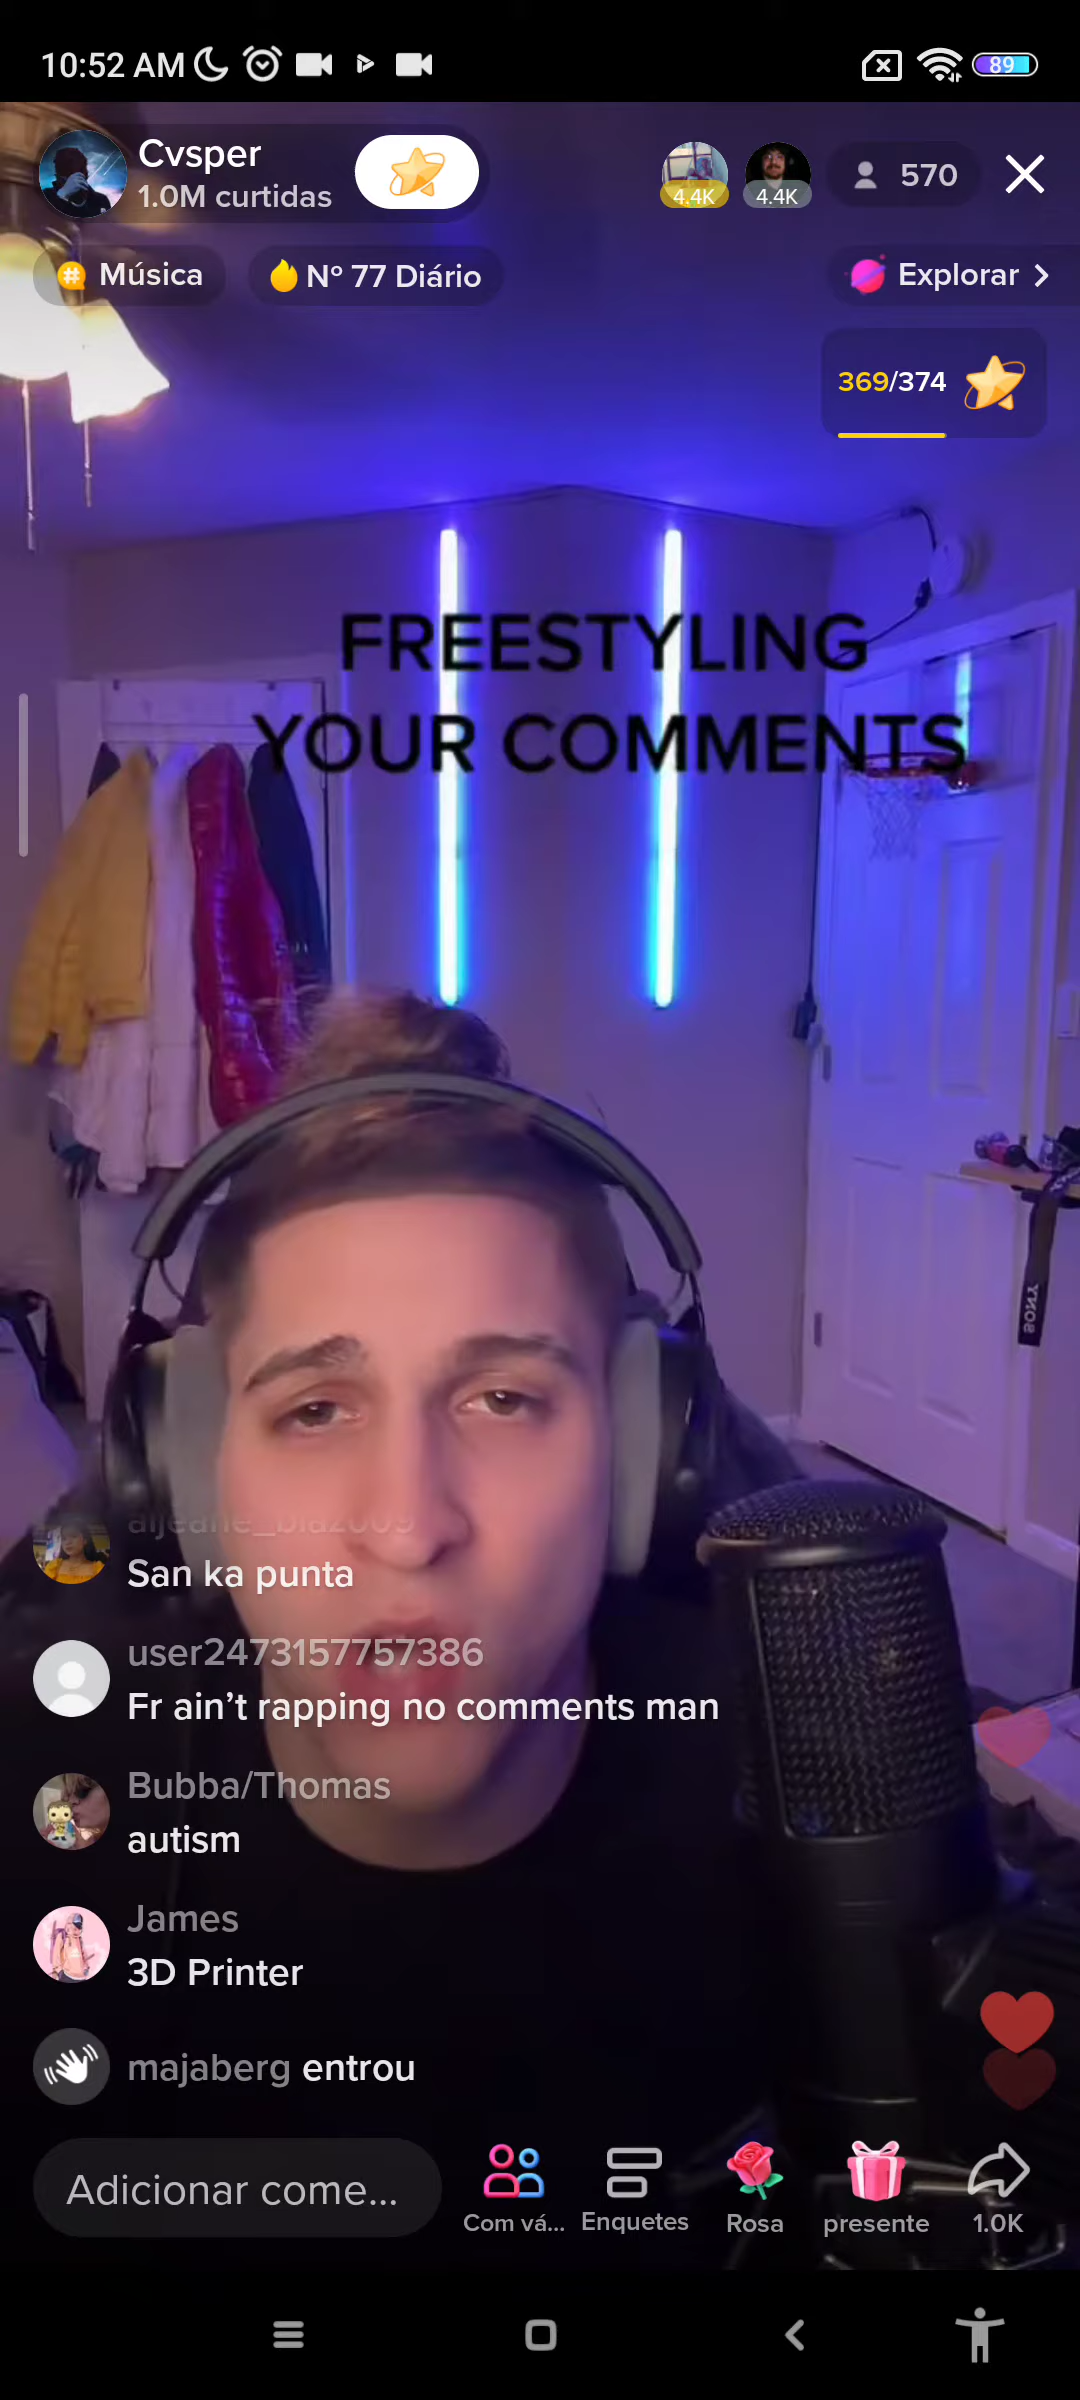 10:52 AM
89
Cvsper
1.0M curtidas
4.4K
4.4K
570
Música
Nº 77 Diário
Explorar
369/374
FREESTYLING
YOUR COMMENTS
SONY
San ka punta
user2473157757386
Fr ain’t rapping no comments man
Bubba/Thomas
autism
James
3D Printer
majaberg entrou
Adicionar come...
Com vá...
Enquetes
Rosa
presente
1.0K